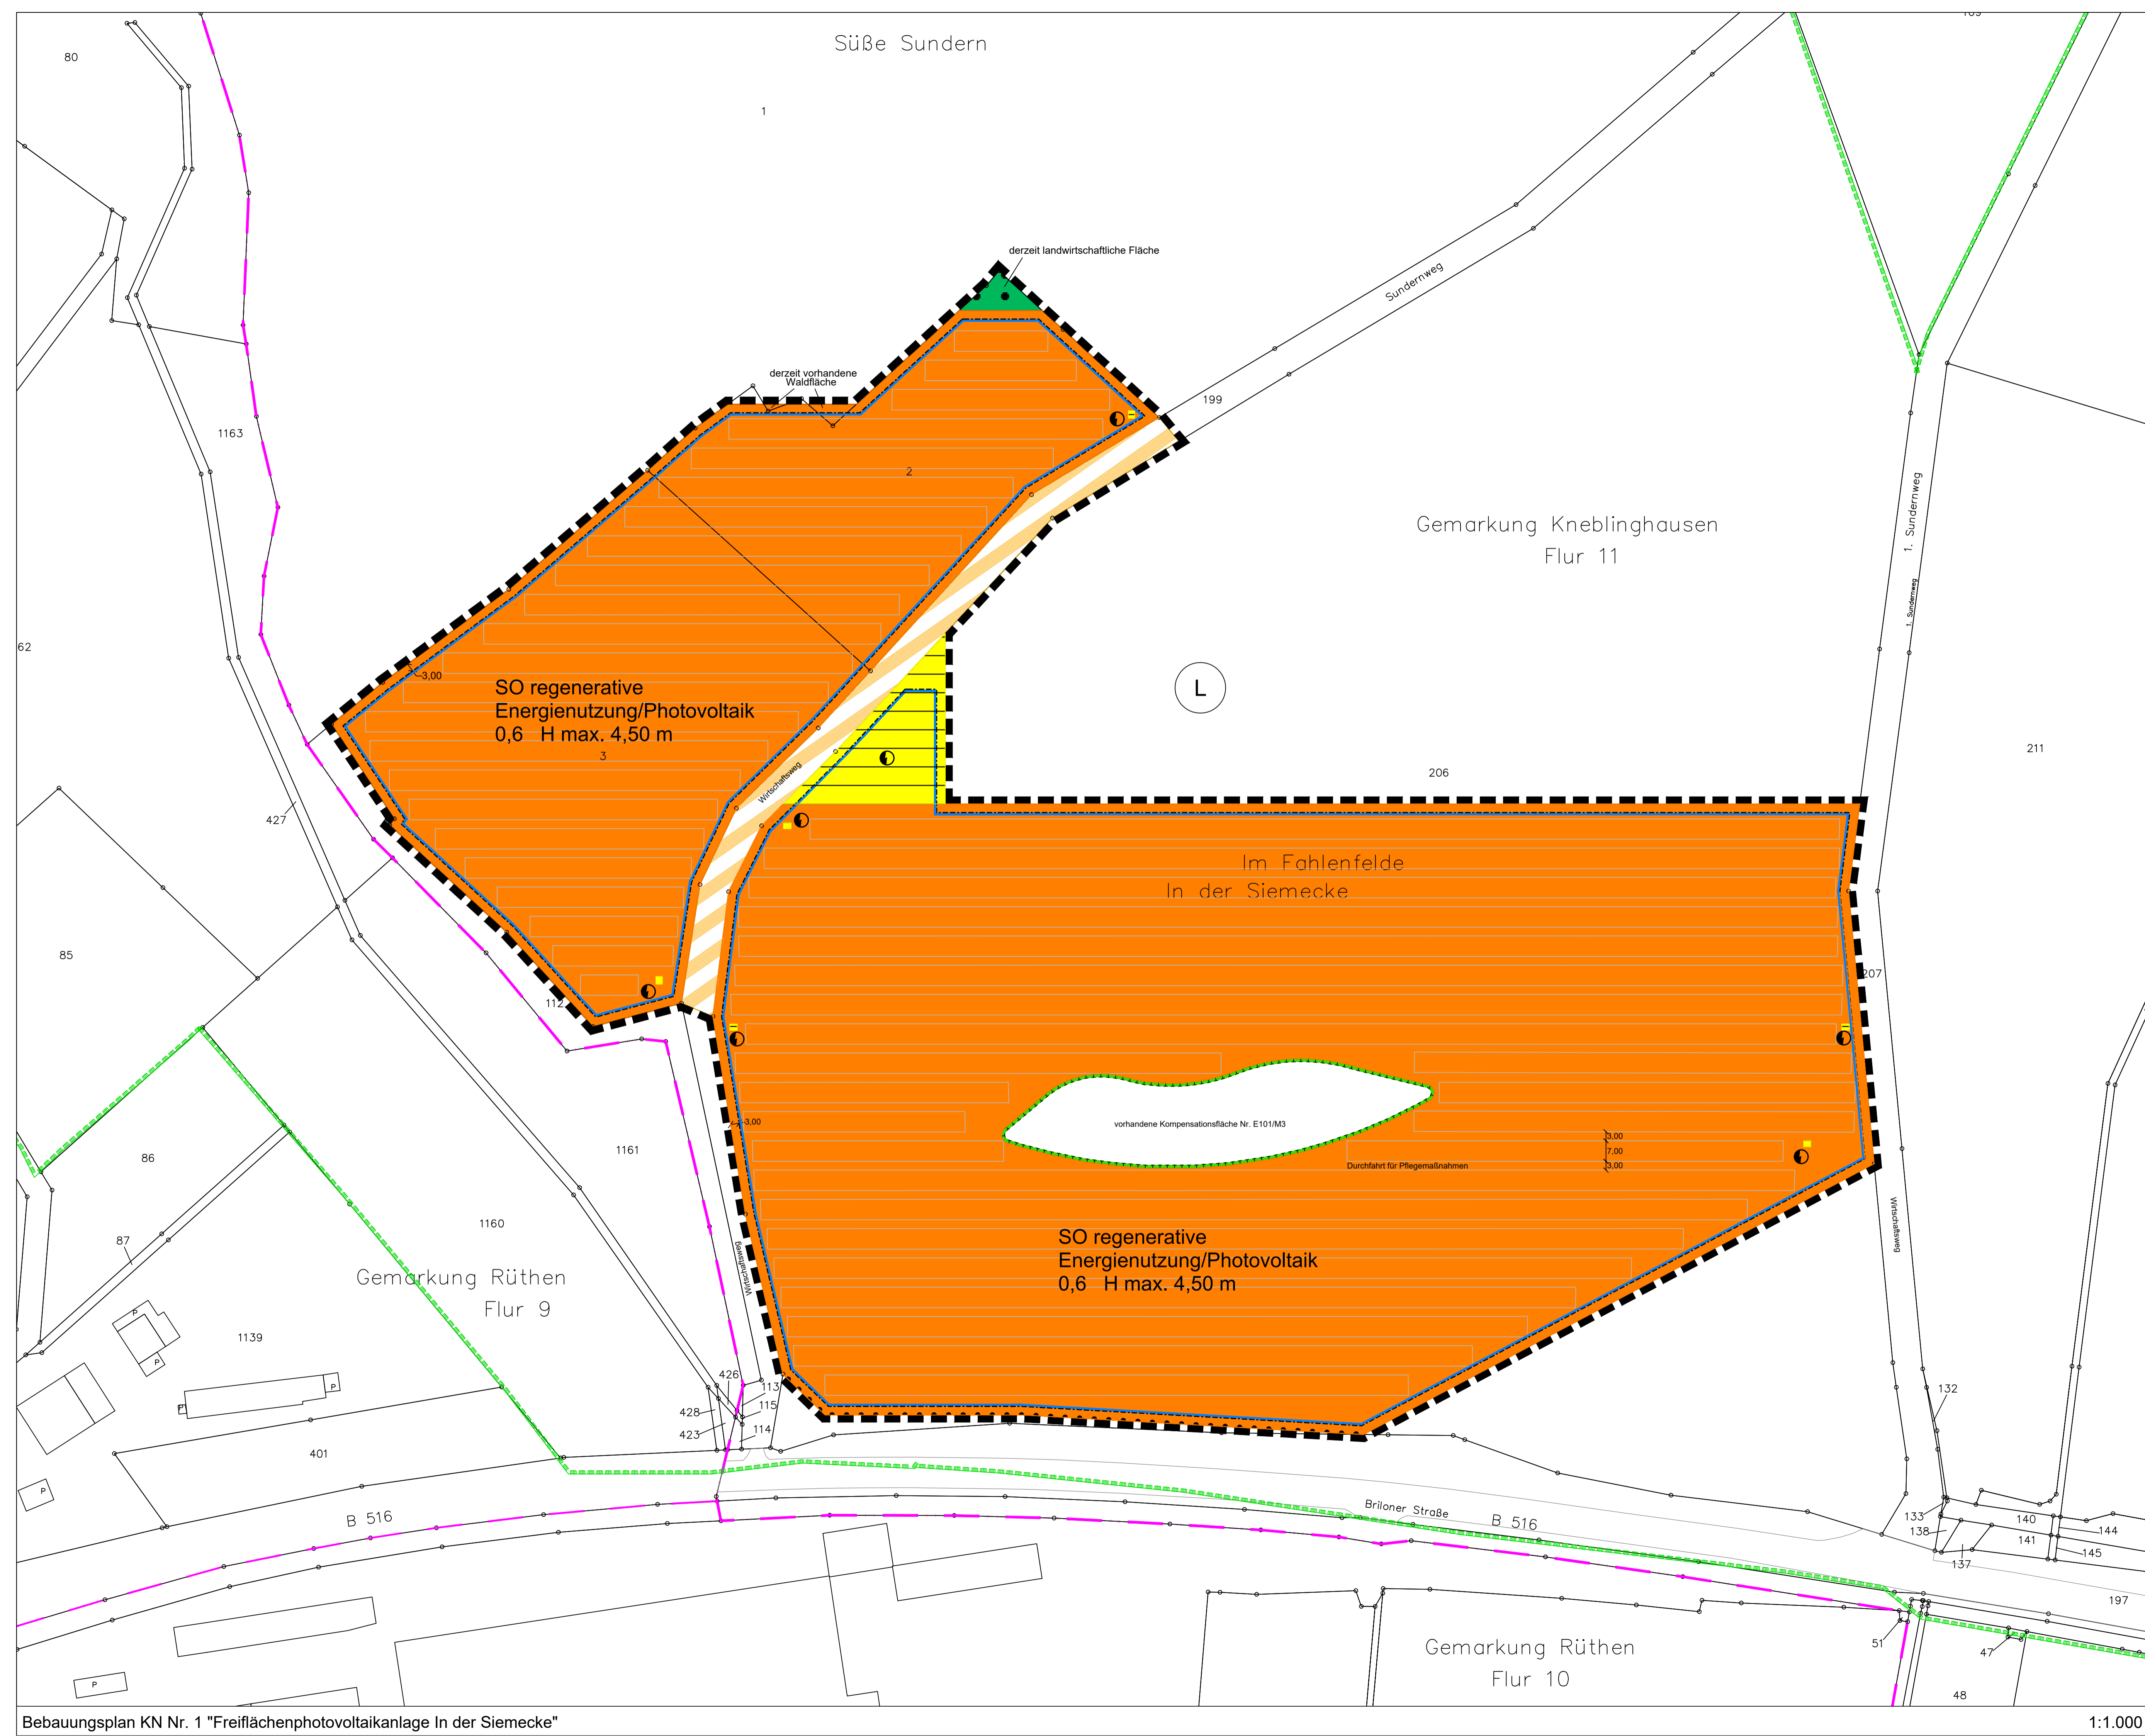 109
Süße Sundern
80
1
derzeit landwirtschaftliche Fläche
Sundernweg
derzeit vorhandene
Waldfläche
199
1163
2
1. Sundernweg
Gemarkung Kneblinghausen
Flur 11
1. Sundernweg
62
3,00
SO regenerative
Energienutzung/Photovoltaik
0,6 H max. 4,50 m
3
L
211
206
Wirtschaftsweg
427
Im Fahlenfelde
In der Siemecke
85
207
112
3,00
vorhandene Kompensationsfläche Nr. E101/M3
3,00
7,00
3,00
Durchfahrt für Pflegemaßnahmen
1161
86
1160
87
Wirtschaftsweg
Wirtschaftsweg
SO regenerative
Energienutzung/Photovoltaik
0,6 H max. 4,50 m
Gemarkung Rüthen
Flur 9
P
1139
P
P
P
426
113
132
428
115
423
114
401
P
B 516
Briloner Straße
B 516
133
138
140
144
141
145
137
197
Gemarkung Rüthen
Flur 10
51
47
48
P
Bebauungsplan KN Nr. 1 "Freiflächenphotovoltaikanlage In der Siemecke"
1:1.000